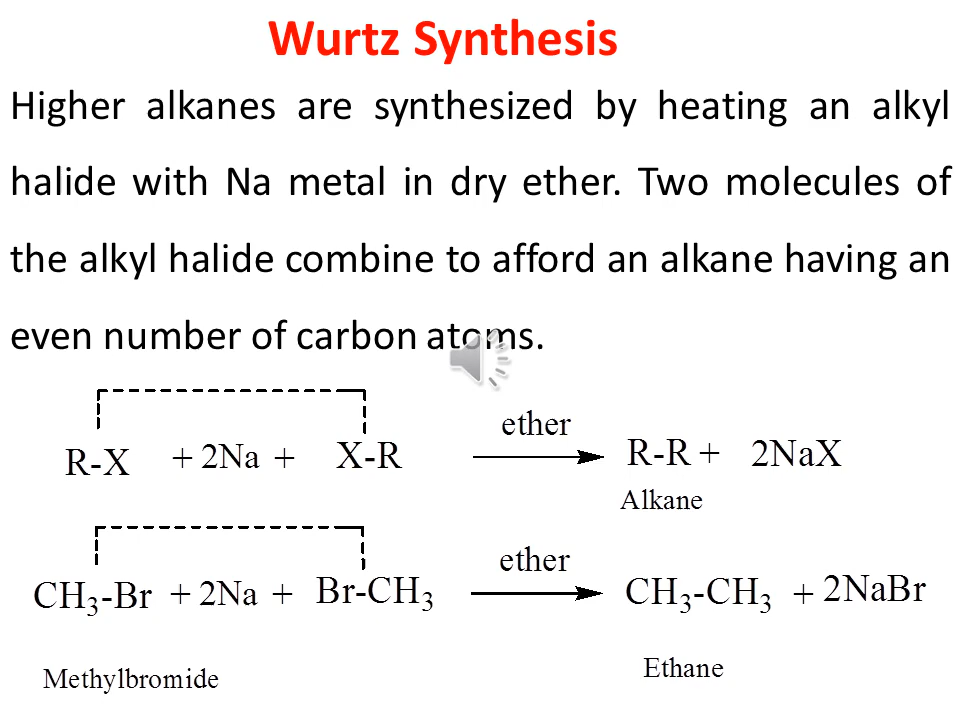 Wurtz Synthesis
Higher alkanes are synthesized by heating an alkyl
halide with Na metal in dry ether. Two molecules of
the alkyl halide combine to afford an alkane having an
even number of carbon atoms.
R-X + 2Na + X-R ether R-R + 2NaX
Alkane
CH₃-Br + 2Na + Br-CH₃ ether CH₃-CH₃ + 2NaBr
Methylbromide Ethane